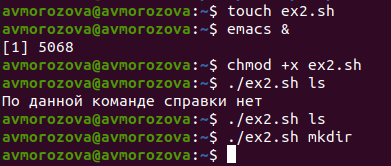 avmorozova@avmorozova:~$ touch ex2.sh
avmorozova@avmorozova:~$ emacs &
[1] 5068
avmorozova@avmorozova:~$ chmod +x ex2.sh
avmorozova@avmorozova:~$ ./ex2.sh ls
По данной команде справки нет
avmorozova@avmorozova:~$ ./ex2.sh ls
avmorozova@avmorozova:~$ ./ex2.sh mkdir
avmorozova@avmorozova:~$